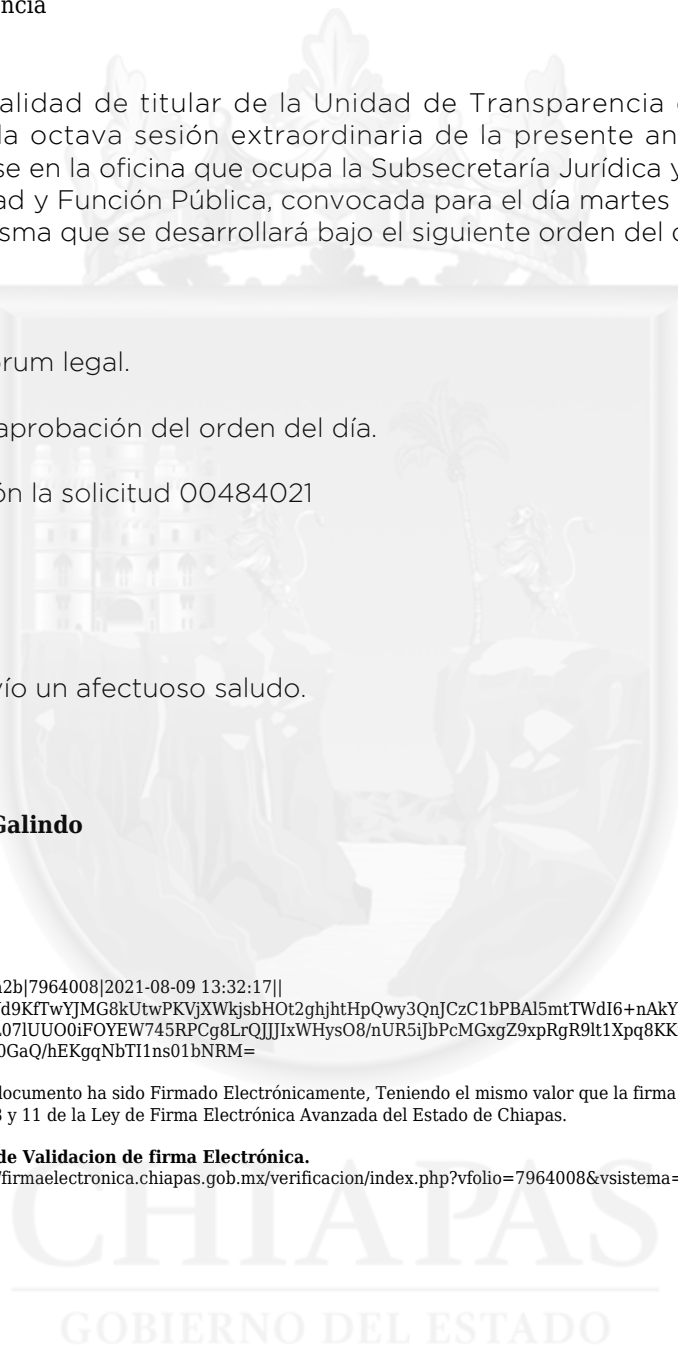 ncia
alidad de titular de la Unidad de Transparencia
la octava sesión extraordinaria de la presente an
se en la oficina que ocupa la Subsecretaría Jurídica y
ad y Función Pública, convocada para el día martes
isma que se desarrollará bajo el siguiente orden del
rum legal.
aprobación del orden del día.
ón la solicitud 00484021
vío un afectuoso saludo.
Galindo
a2b|7964008|2021-08-09 13:32:17||
/d9KfTwYJMG8kUtwPKVjXWkjsbHOt2ghjhtHpQwy3QnJCzC1bPBAl5mtTWdI6+nAkY
L07lUUO0iFOYEW745RPCg8LrQJJJIxWHysO8/nUR5iJbPcMGxgZ9xpRgR9lt1Xpq8KK
0GaQ/hEKgqNbTI1ns01bNRM=
documento ha sido Firmado Electrónicamente, Teniendo el mismo valor que la firma
8 y 11 de la Ley de Firma Electrónica Avanzada del Estado de Chiapas.
de Validacion de firma Electrónica.
/firmaelectronica.chiapas.gob.mx/verificacion/index.php?vfolio=7964008&vsistema=
CHIAPAS
GOBIERNO DEL ESTADO